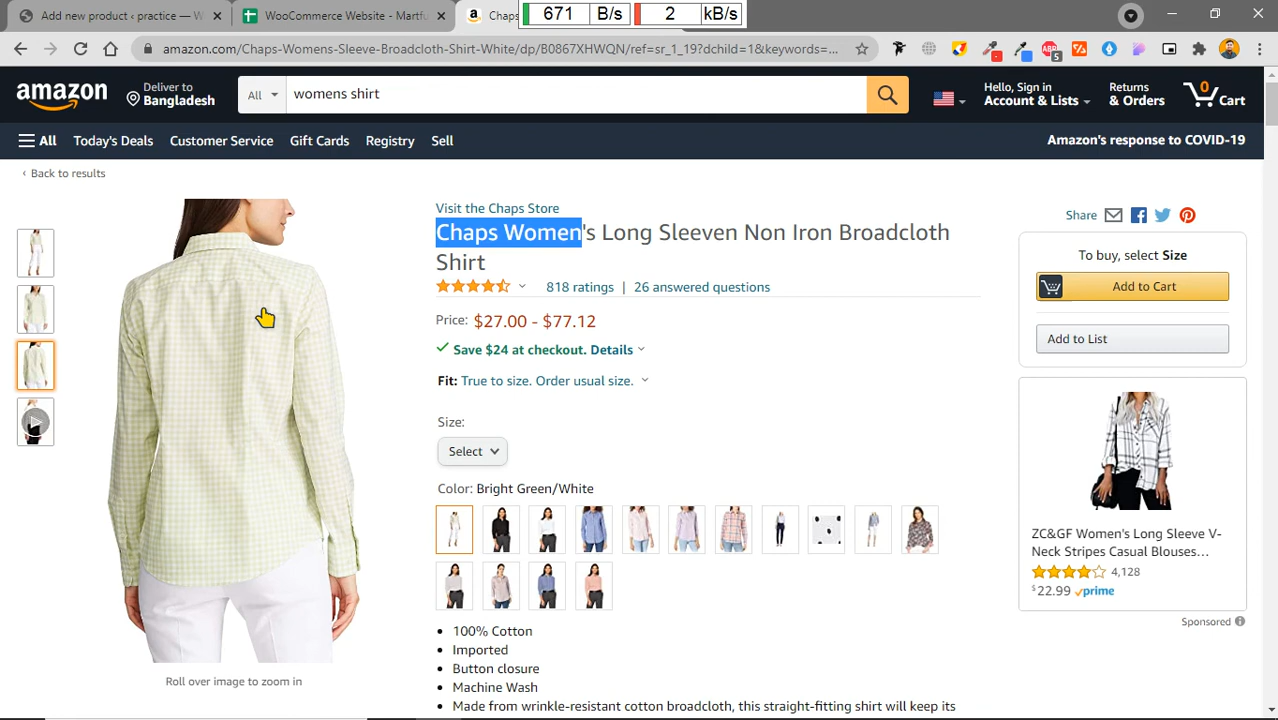 Add new product ‹ practice — W
WooCommerce Website - Martfu
Chaps
671 B/s 2 kB/s
amazon.com/Chaps-Womens-Sleeve-Broadcloth-Shirt-White/dp/B0867XHWQN/ref=sr_1_19?dchild=1&keywords=...
5
amazon
Deliver to
Bangladesh
All
womens shirt
Hello, Sign in
Account & Lists
Returns
& Orders
0
Cart
All
Today's Deals
Customer Service
Gift Cards
Registry
Sell
Amazon's response to COVID-19
‹ Back to results
Visit the Chaps Store
Chaps Women's Long Sleeven Non Iron Broadcloth
Shirt
818 ratings | 26 answered questions
Price: $27.00 - $77.12
Save $24 at checkout. Details
Fit: True to size. Order usual size.
Size:
Select
Color: Bright Green/White
• 100% Cotton
• Imported
• Button closure
• Machine Wash
• Made from wrinkle-resistant cotton broadcloth, this straight-fitting shirt will keep its
Roll over image to zoom in
Share
To buy, select Size
Add to Cart
Add to List
ZC&GF Women's Long Sleeve V-
Neck Stripes Casual Blouses...
4,128
$22.99 prime
Sponsored